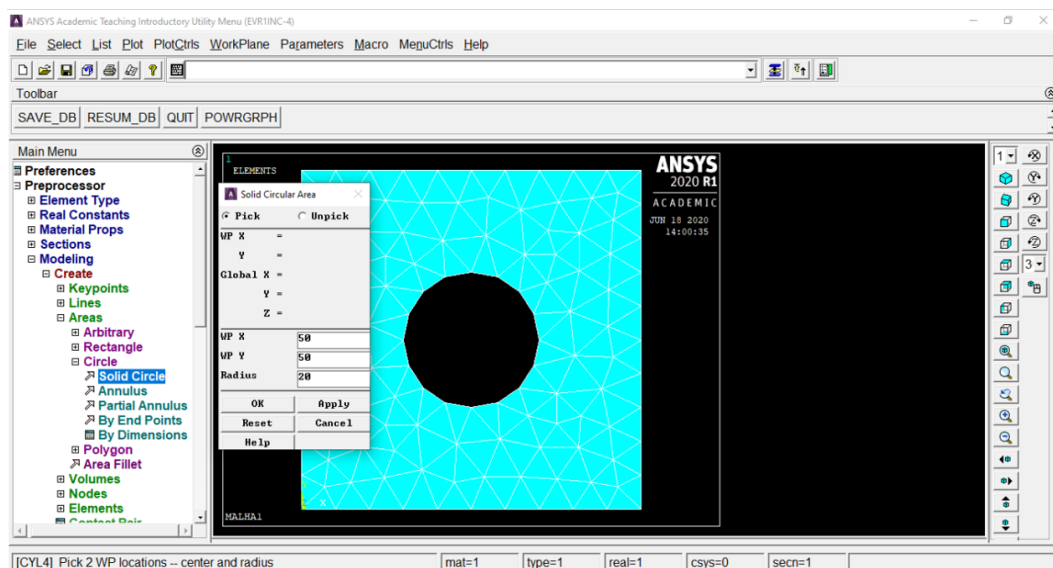 ANSYS Academic Teaching Introductory Utility Menu (EVR1INC-4)
File Select List Plot PlotCtrls WorkPlane Parameters Macro MenuCtrls Help
Toolbar
SAVE_DB RESUM_DB QUIT POWRGRPH
Main Menu
Preferences
Preprocessor
Element Type
Real Constants
Material Props
Sections
Modeling
Create
Keypoints
Lines
Areas
Arbitrary
Rectangle
Circle
Solid Circle
Annulus
Partial Annulus
By End Points
By Dimensions
Polygon
Area Fillet
Volumes
Nodes
Elements
Contact Pair
1
ELEMENTS
Solid Circular Area
Pick Unpick
WP X =
Y =
Global X =
Y =
Z =
WP X 50
WP Y 50
Radius 20
OK Apply
Reset Cancel
Help
X
MALHA1
ANSYS
2020 R1
ACADEMIC
JUN 18 2020
14:00:35
1
3
[CYL4] Pick 2 WP locations -- center and radius
mat=1 type=1 real=1 csys=0 secn=1